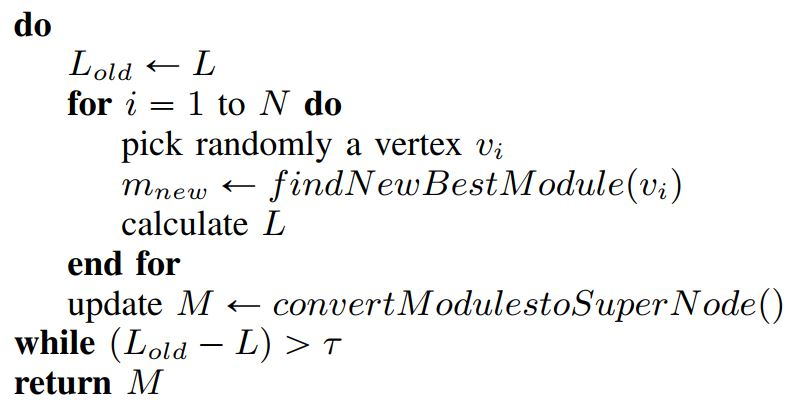 do
L_old ← L
for i = 1 to N do
pick randomly a vertex v_i
m_new ← findNewBestModule(v_i)
calculate L
end for
update M ← convertModulestoSuperNode()
while (L_old − L) > τ
return M